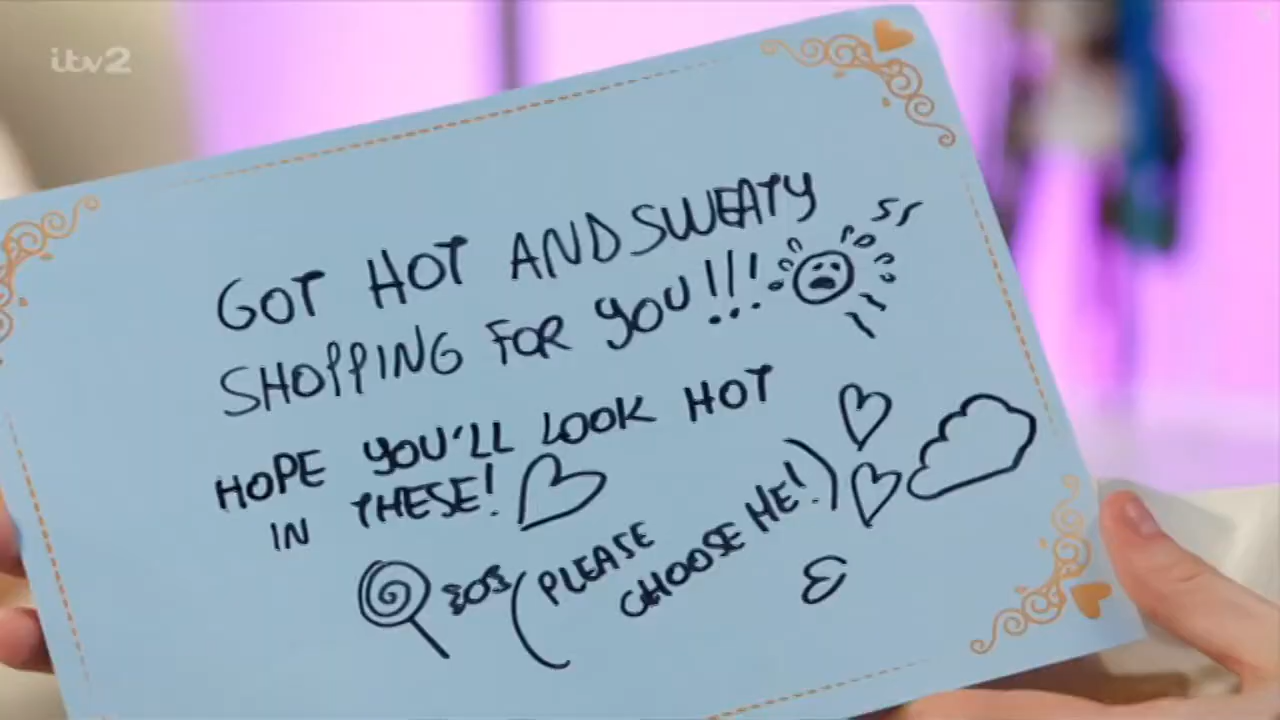 itv2
GOT HOT AND SWEATY
SHOPPING FOR YOU!!!
HOPE YOU'LL LOOK HOT
IN THESE!
(PLEASE
CHOOSE ME!)